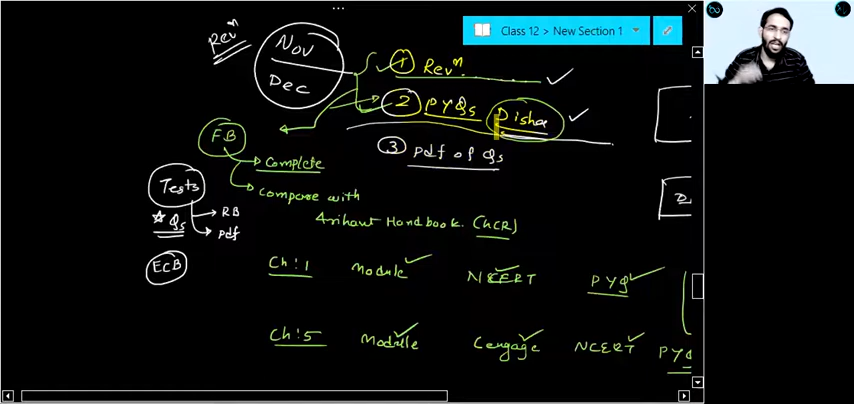 Class 12 > New Section 1
Revⁿ
Nov
Dec
1 Revⁿ.
2 PYQs Disha
3 pdf of Qs
FB
Complete
Compare with
Arihant Handbook. (hCR)
Tests
RB
Qs
pdf
ECB
Ch:1 Module NCERT PYQ
Ch:5 Module Cengage NCERT PYQ
D